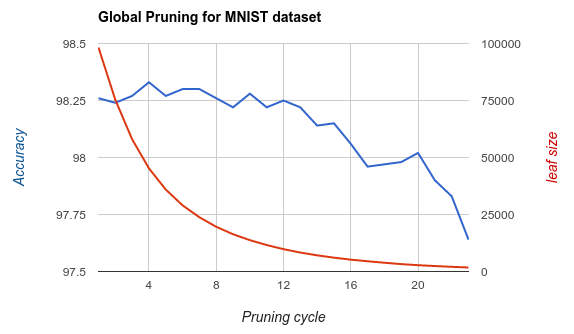 Global Pruning for MNIST dataset
98.5
98.25
98
97.75
97.5
Accuracy
100000
75000
50000
25000
0
leaf size
4 8 12 16 20
Pruning cycle